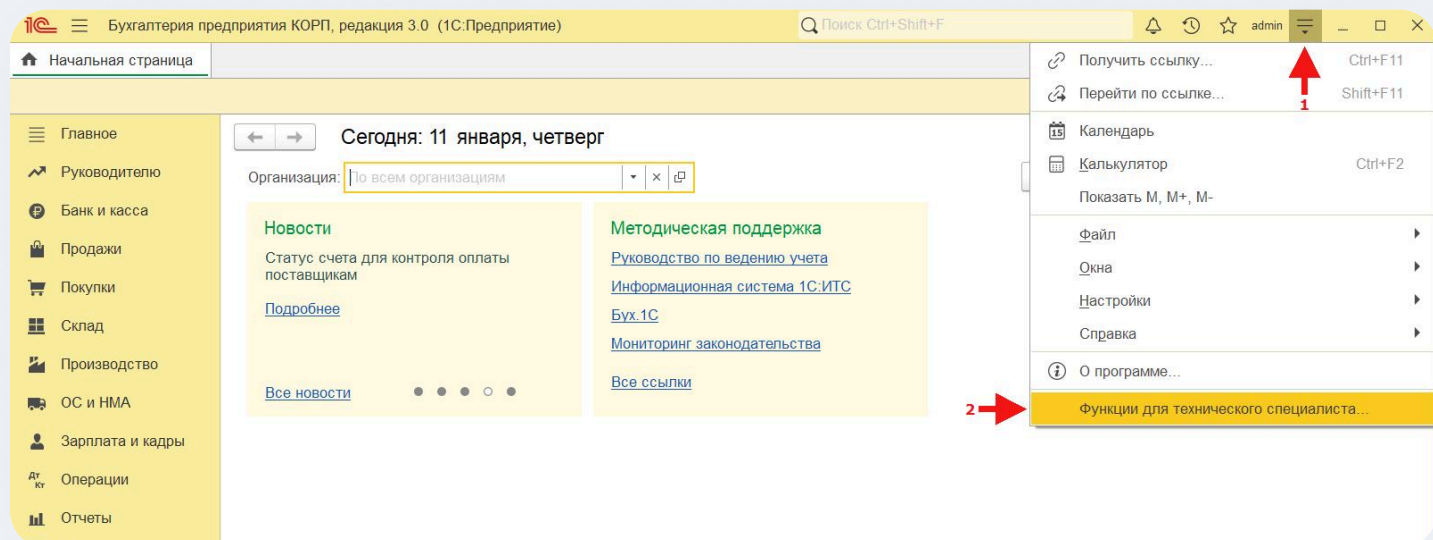 1С Бухгалтерия предприятия КОРП, редакция 3.0 (1С:Предприятие) Поиск Ctrl+Shift+F admin
Начальная страница
Главное
Руководителю
Банк и касса
Продажи
Покупки
Склад
Производство
ОС и НМА
Зарплата и кадры
Дт Кт Операции
Отчеты
Сегодня: 11 января, четверг
Организация: По всем организациям
Новости
Статус счета для контроля оплаты
поставщикам
Подробнее
Все новости
Методическая поддержка
Руководство по ведению учета
Информационная система 1С:ИТС
Бух.1С
Мониторинг законодательства
Все ссылки
Получить ссылку... Ctrl+F11
Перейти по ссылке... Shift+F11
1
15 Календарь
Калькулятор Ctrl+F2
Показать M, M+, M-
Файл
Окна
Настройки
Справка
О программе...
2 Функции для технического специалиста...